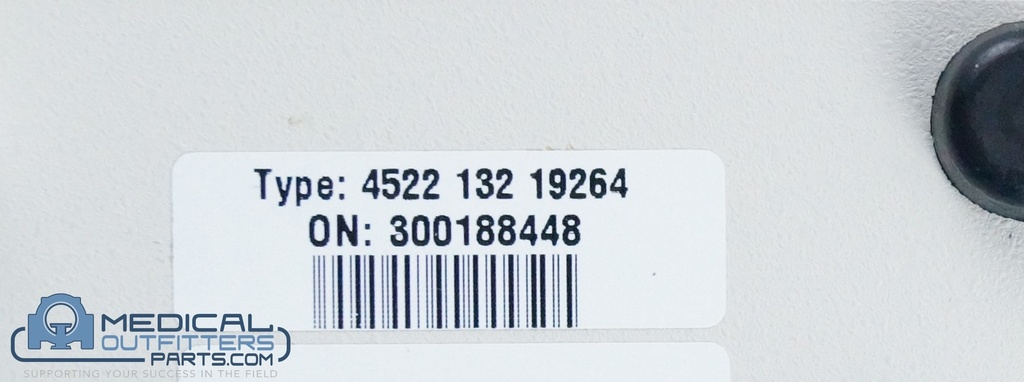 Type: 4522 132 19264
ON: 300188448
MEDICAL
OUTFITTERS
PARTS.COM
SUPPORTING YOUR SUCCESS IN THE FIELD